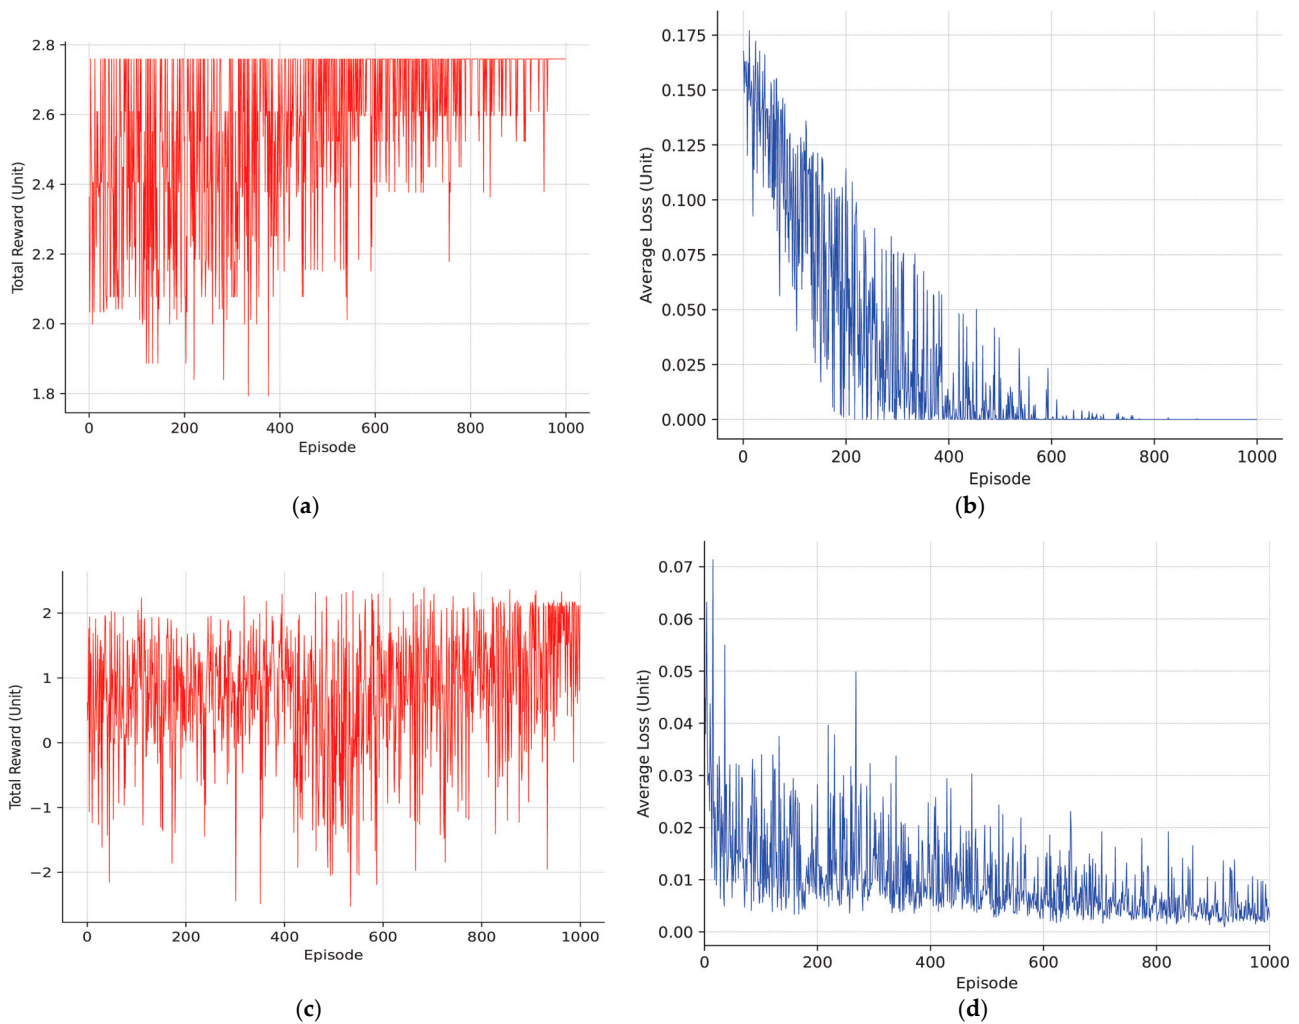 2.8
2.6
2.4
2.2
2.0
1.8
Total Reward (Unit)
0 200 400 600 800 1000
Episode
(a)
0.175
0.150
0.125
0.100
0.075
0.050
0.025
0.000
Average Loss (Unit)
0 200 400 600 800 1000
Episode
(b)
2
1
0
−1
−2
Total Reward (Unit)
0 200 400 600 800 1000
Episode
(c)
0.07
0.06
0.05
0.04
0.03
0.02
0.01
0.00
Average Loss (Unit)
0 200 400 600 800 1000
Episode
(d)